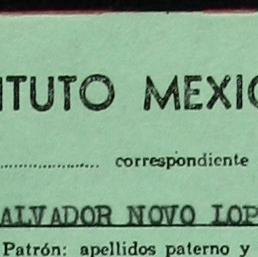 ITUTO MEXIC
correspondiente
ALVADOR NOVO LOP
Patrón: apellidos paterno y